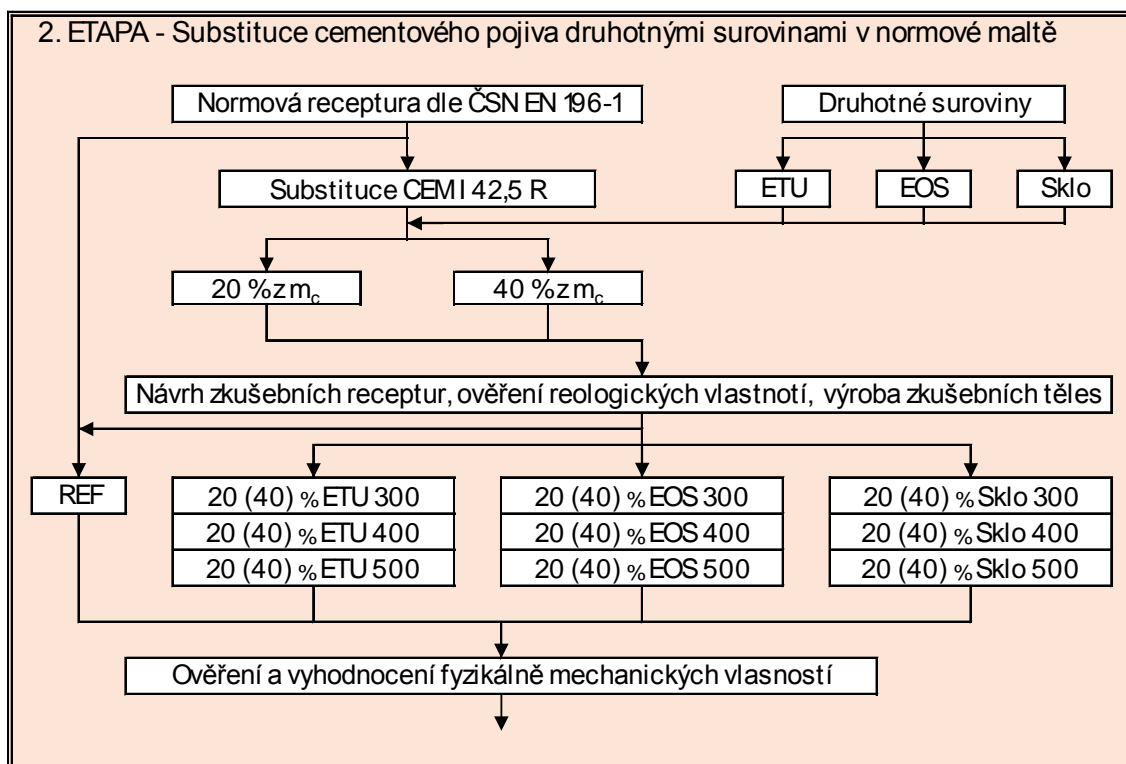 2. ETAPA - Substituce cementového pojiva druhotnými surovinami v normové maltě
Normová receptura dle ČSN EN 196-1
Druhotné suroviny
Substituce CEM I 42,5 R
ETU
EOS
Sklo
20 % z mc
40 % z mc
Návrh zkušebních receptur, ověření reologických vlastnotí, výroba zkušebních těles
REF
20 (40) % ETU 300
20 (40) % EOS 300
20 (40) % Sklo 300
20 (40) % ETU 400
20 (40) % EOS 400
20 (40) % Sklo 400
20 (40) % ETU 500
20 (40) % EOS 500
20 (40) % Sklo 500
Ověření a vyhodnocení fyzikálně mechanických vlasností